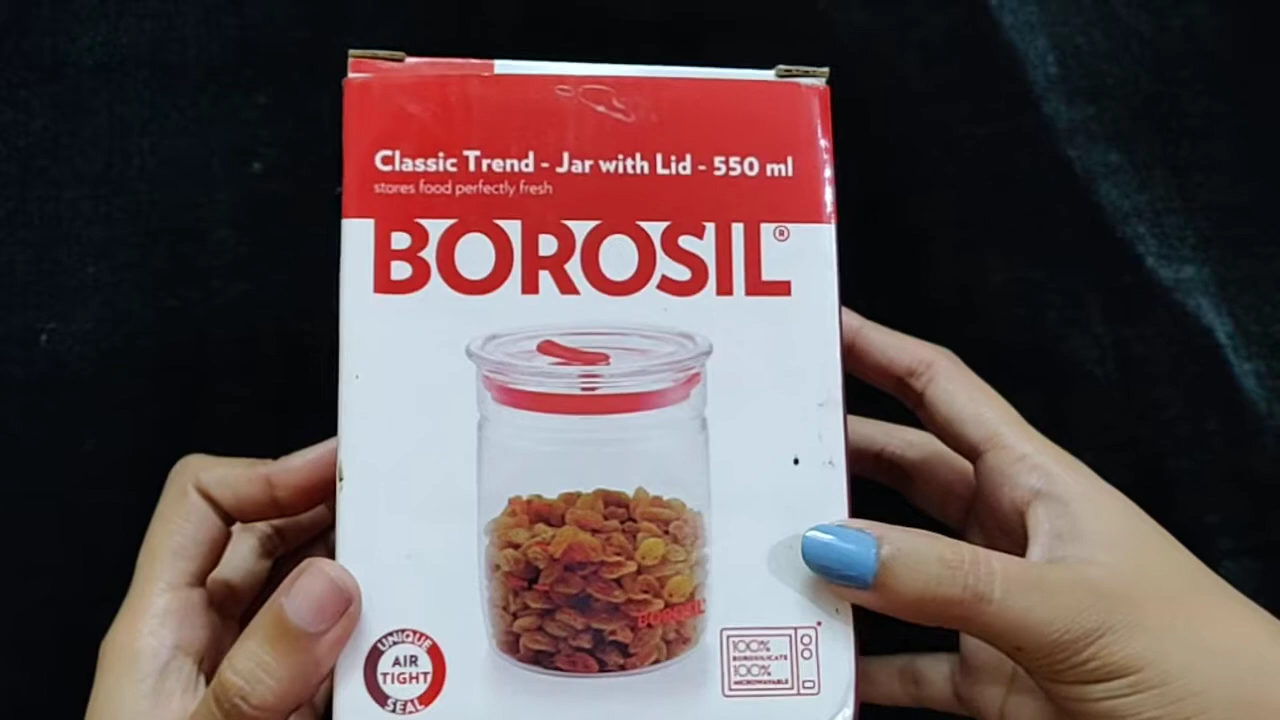 Classic Trend - Jar with Lid - 550 ml
stores food perfectly fresh
BOROSIL®
BOROSIL
UNIQUE
AIR
TIGHT
SEAL
100%
BOROSILICATE
100%
MICROWAVABLE
*